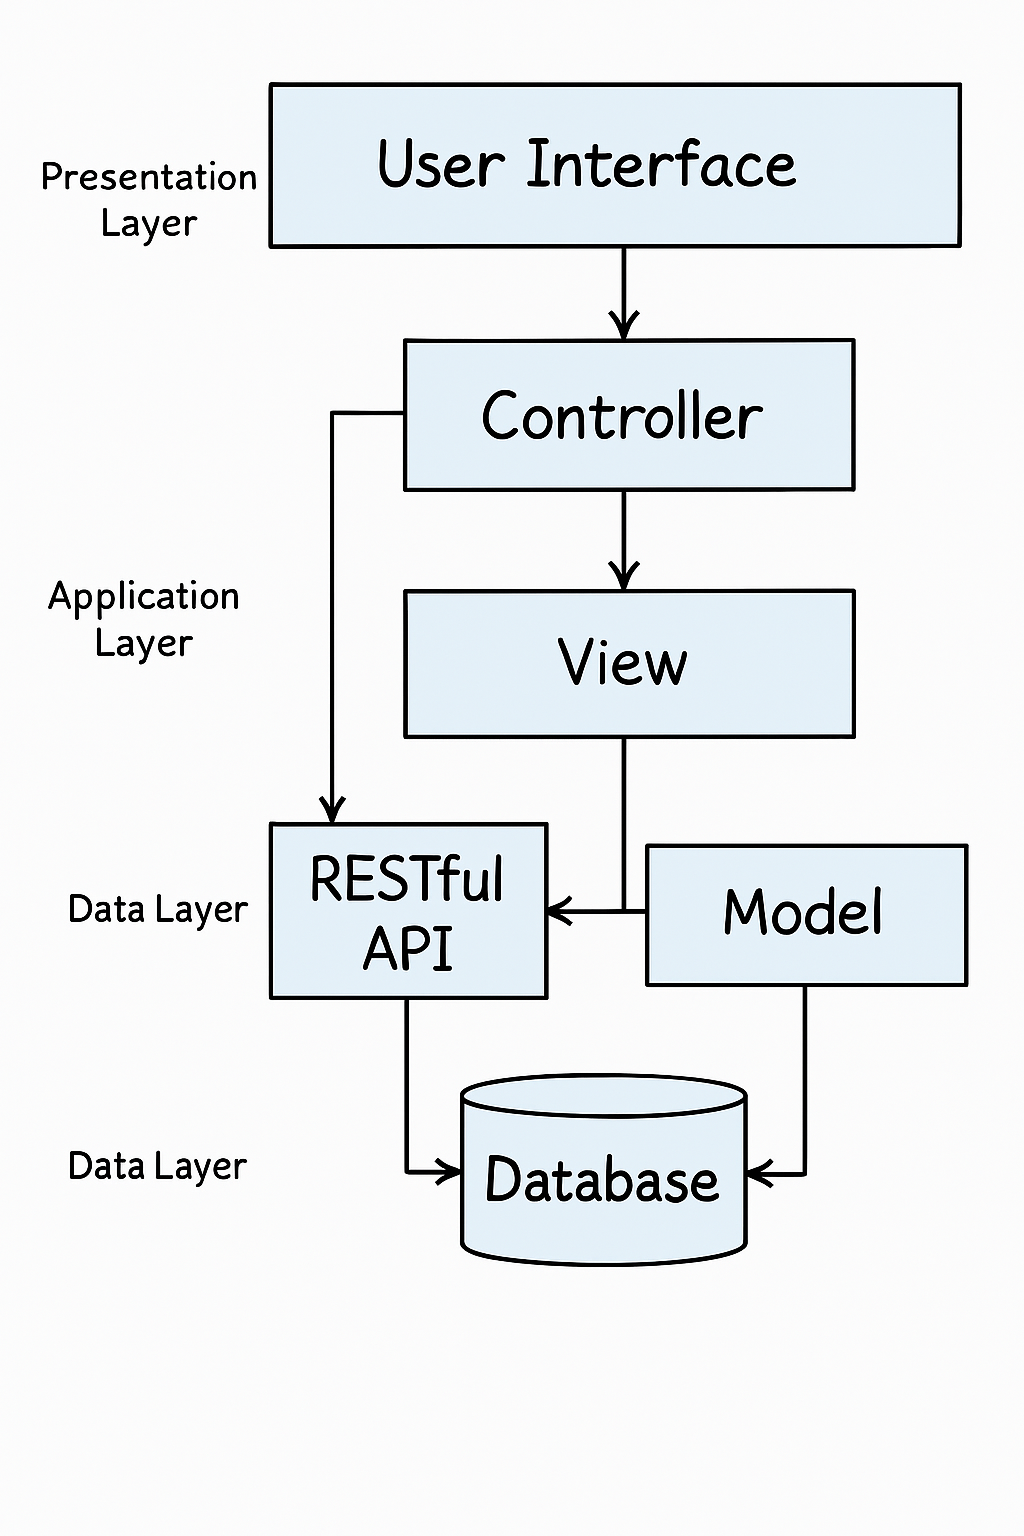 User Interface
Presentation
Layer
Controller
Application
Layer
View
RESTful
API
Data Layer
Model
Data Layer
Database